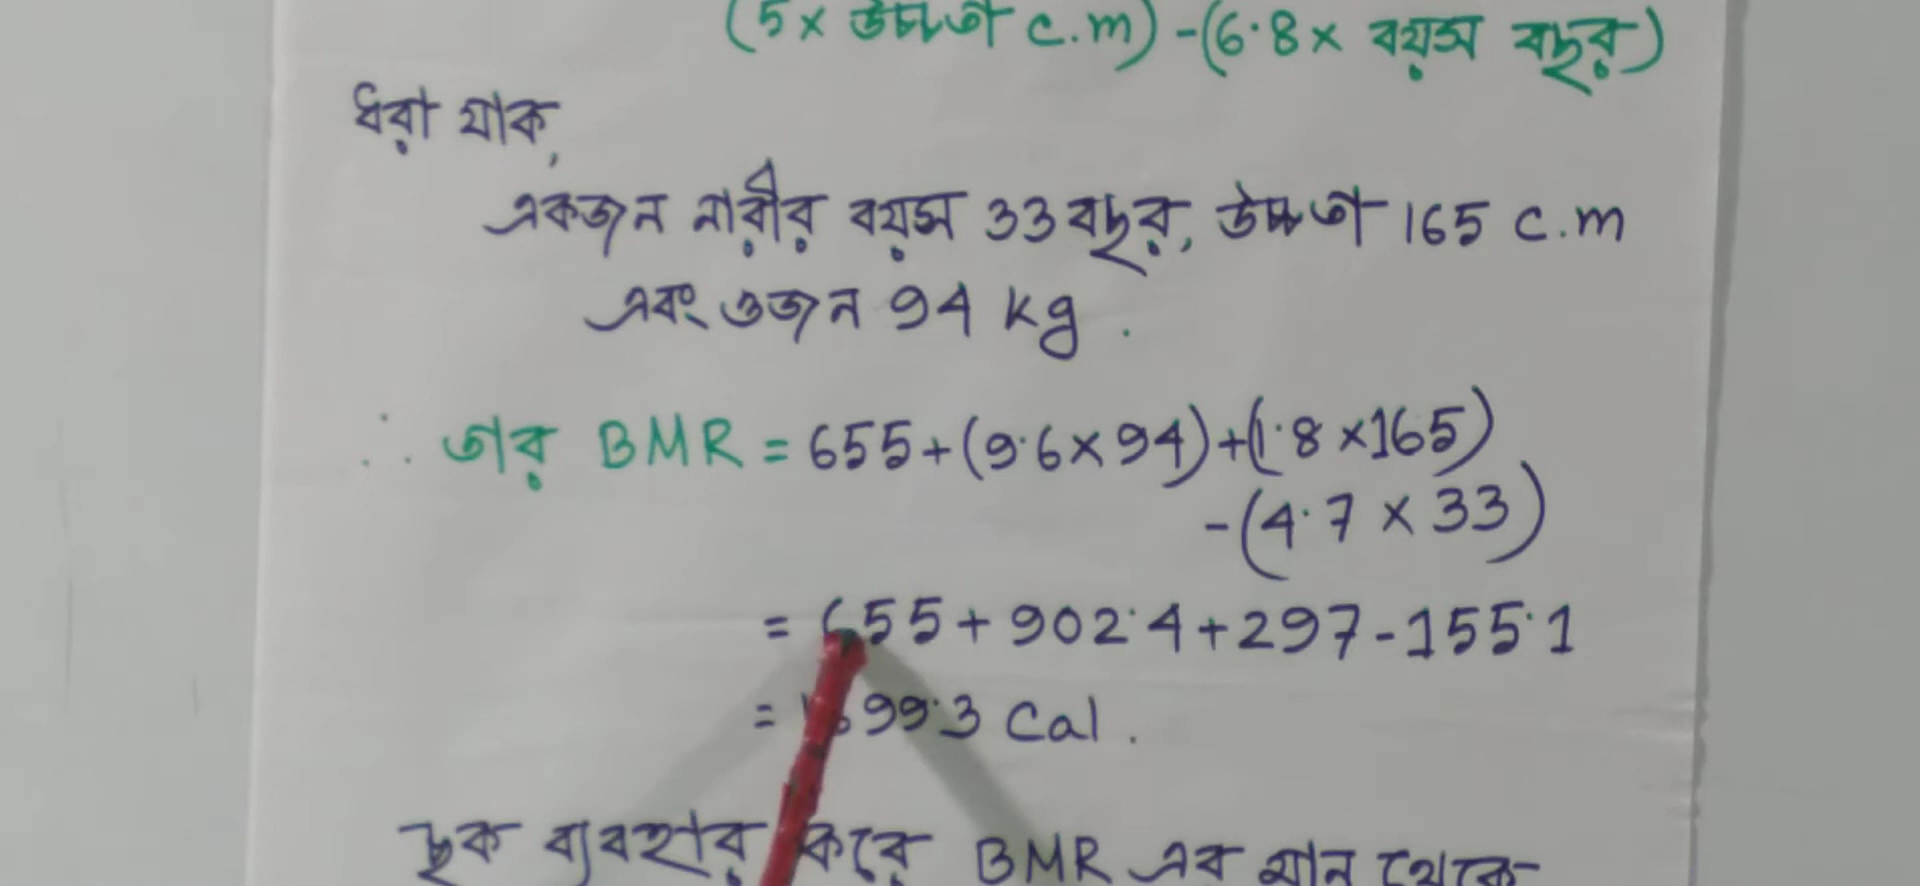 (5 x উচ্চতা c.m) - (6.8 x বয়স বছর)
ধরা যাক,
একজন নারীর বয়স 33 বছর, উচ্চতা 165 c.m
এবং ওজন 94 kg .
∴ তার BMR = 655 + (9.6 x 94) + (1.8 x 165)
- (4.7 x 33)
= 655 + 902.4 + 297 - 155.1
= 99.3 Cal .
ছক ব্যবহার করে BMR এর মান থেকে